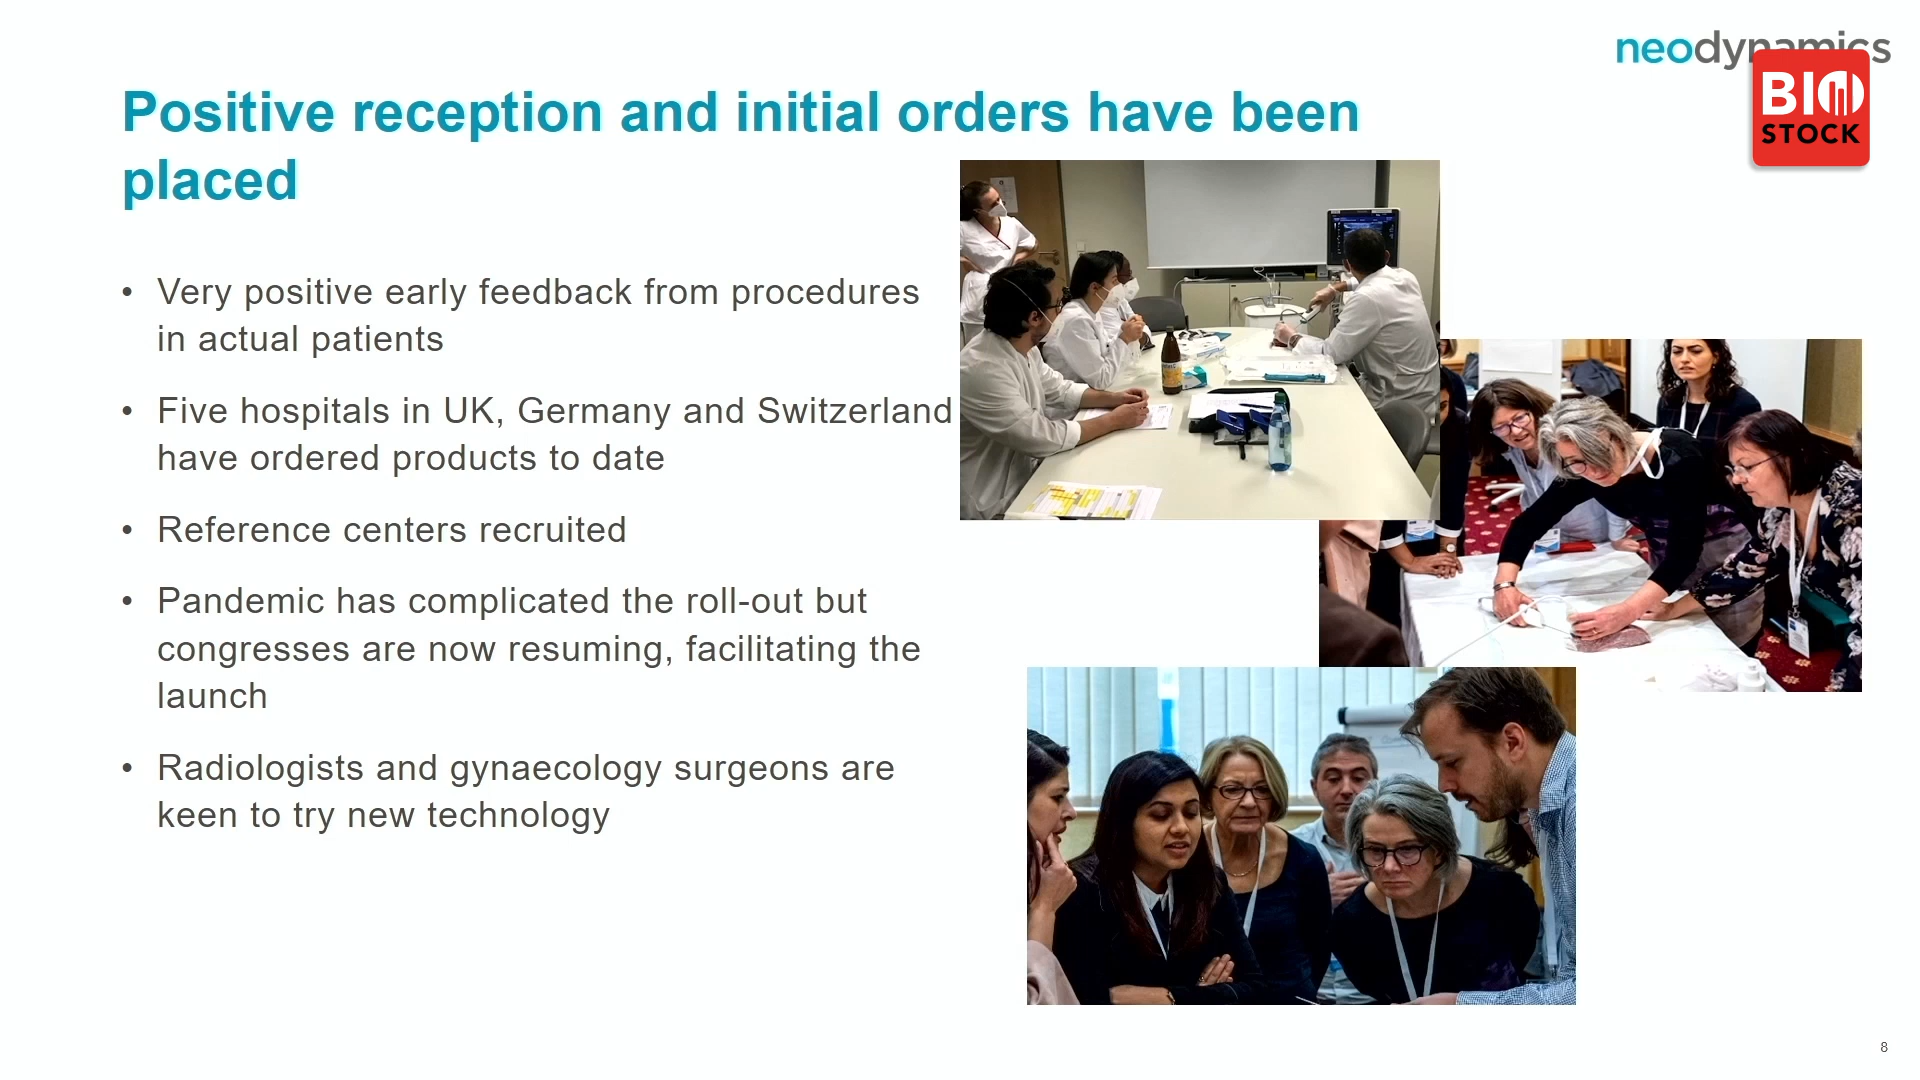 neodynamics
BIO
STOCK
Positive reception and initial orders have been
placed
• Very positive early feedback from procedures
in actual patients
• Five hospitals in UK, Germany and Switzerland
have ordered products to date
• Reference centers recruited
• Pandemic has complicated the roll-out but
congresses are now resuming, facilitating the
launch
• Radiologists and gynaecology surgeons are
keen to try new technology
8